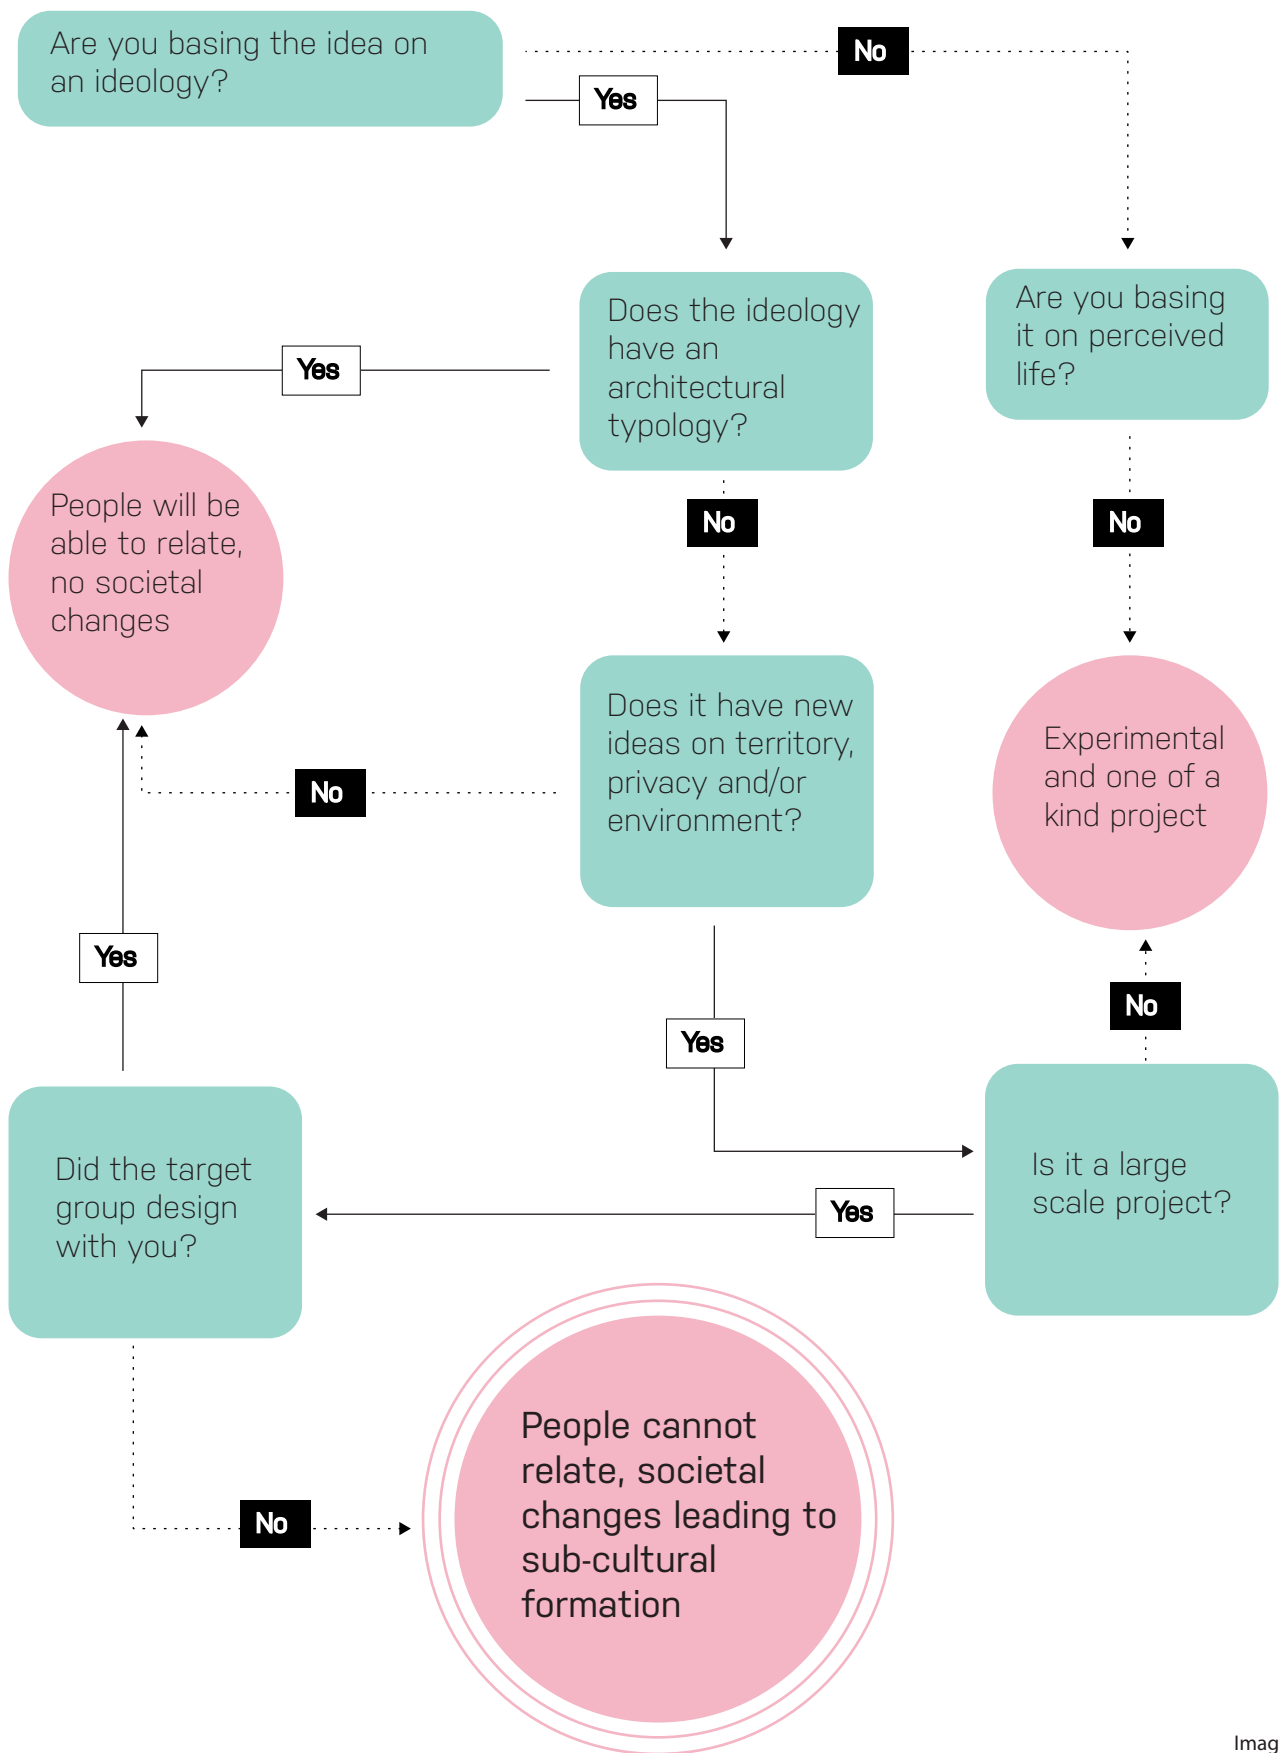 Are you basing the idea on
an ideology?
No
Yes
Does the ideology
have an
architectural
typology?
Are you basing
it on perceived
life?
Yes
People will be
able to relate,
no societal
changes
No
No
Does it have new
ideas on territory,
privacy and/or
environment?
Experimental
and one of a
kind project
No
Yes
No
Yes
Did the target
group design
with you?
Is it a large
scale project?
Yes
People cannot
relate, societal
changes leading to
sub-cultural
formation
No
Imag